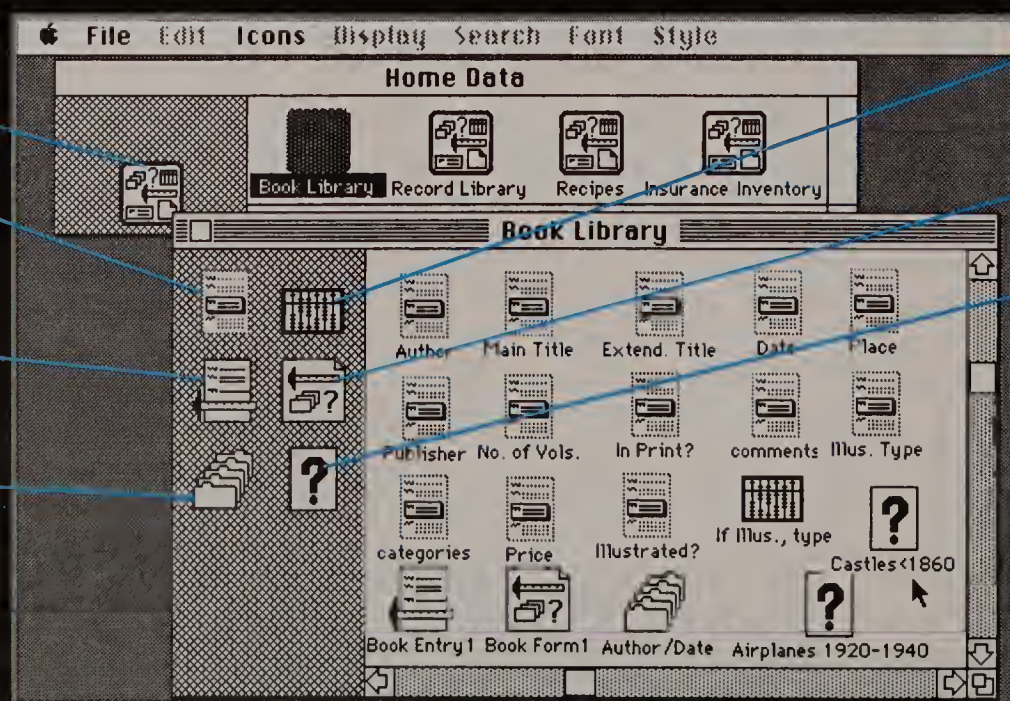 File Edit Icons Display Search Font Style
Home Data
Book Library Record Library Recipes Insurance Inventory
Book Library
Author Main Title Extend. Title Date Place
Publisher No. of Vols. In Print? comments Illus. Type
categories Price Illustrated? If Illus., type Castles<1860
Book Entry1 Book Form1 Author/Date Airplanes 1920-1940